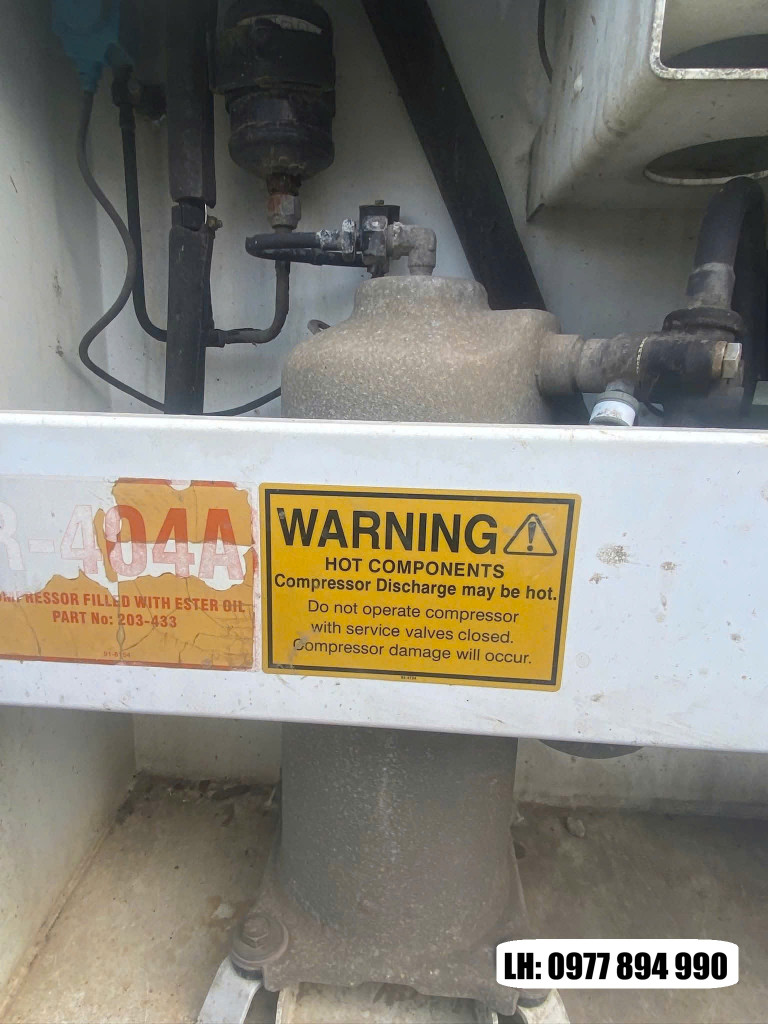 R-404A
COMPRESSOR FILLED WITH ESTER OIL
PART No: 203-433
WARNING
HOT COMPONENTS
Compressor Discharge may be hot.
Do not operate compressor
with service valves closed.
Compressor damage will occur.
LH: 0977 894 990